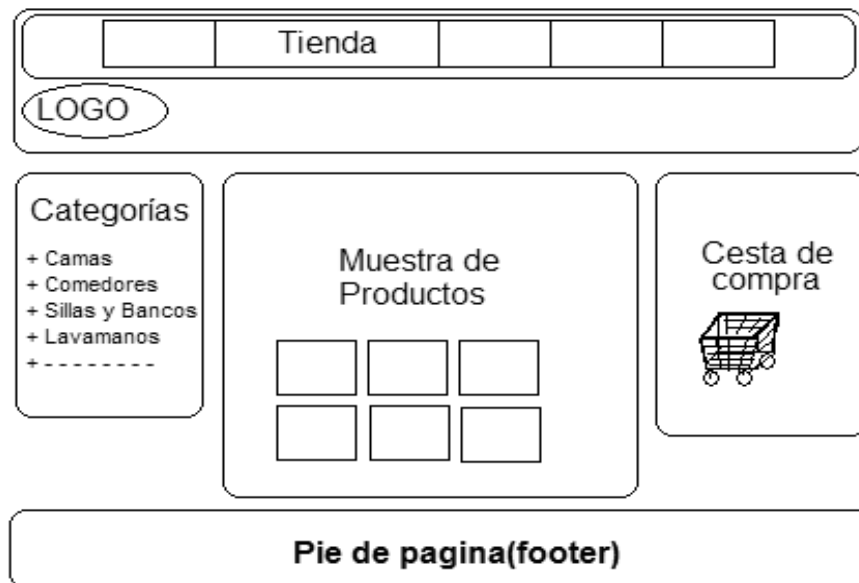 Tienda
LOGO
Categorías
+ Camas
+ Comedores
+ Sillas y Bancos
+ Lavamanos
+ - - - - - - - -
Muestra de
Productos
Cesta de
compra
Pie de pagina(footer)